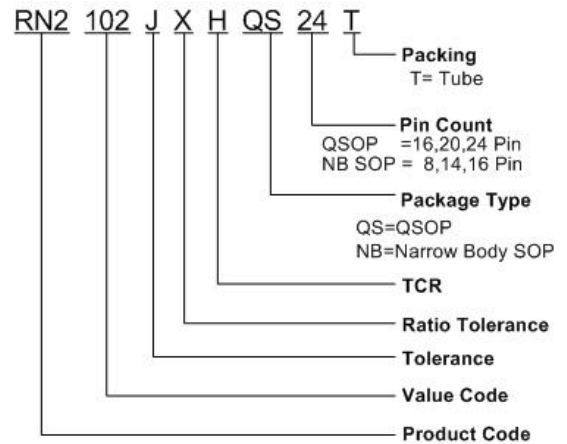 RN2 102 J X H QS 24 T
Packing
T= Tube
Pin Count
QSOP =16,20,24 Pin
NB SOP = 8,14,16 Pin
Package Type
QS=QSOP
NB=Narrow Body SOP
TCR
Ratio Tolerance
Tolerance
Value Code
Product Code